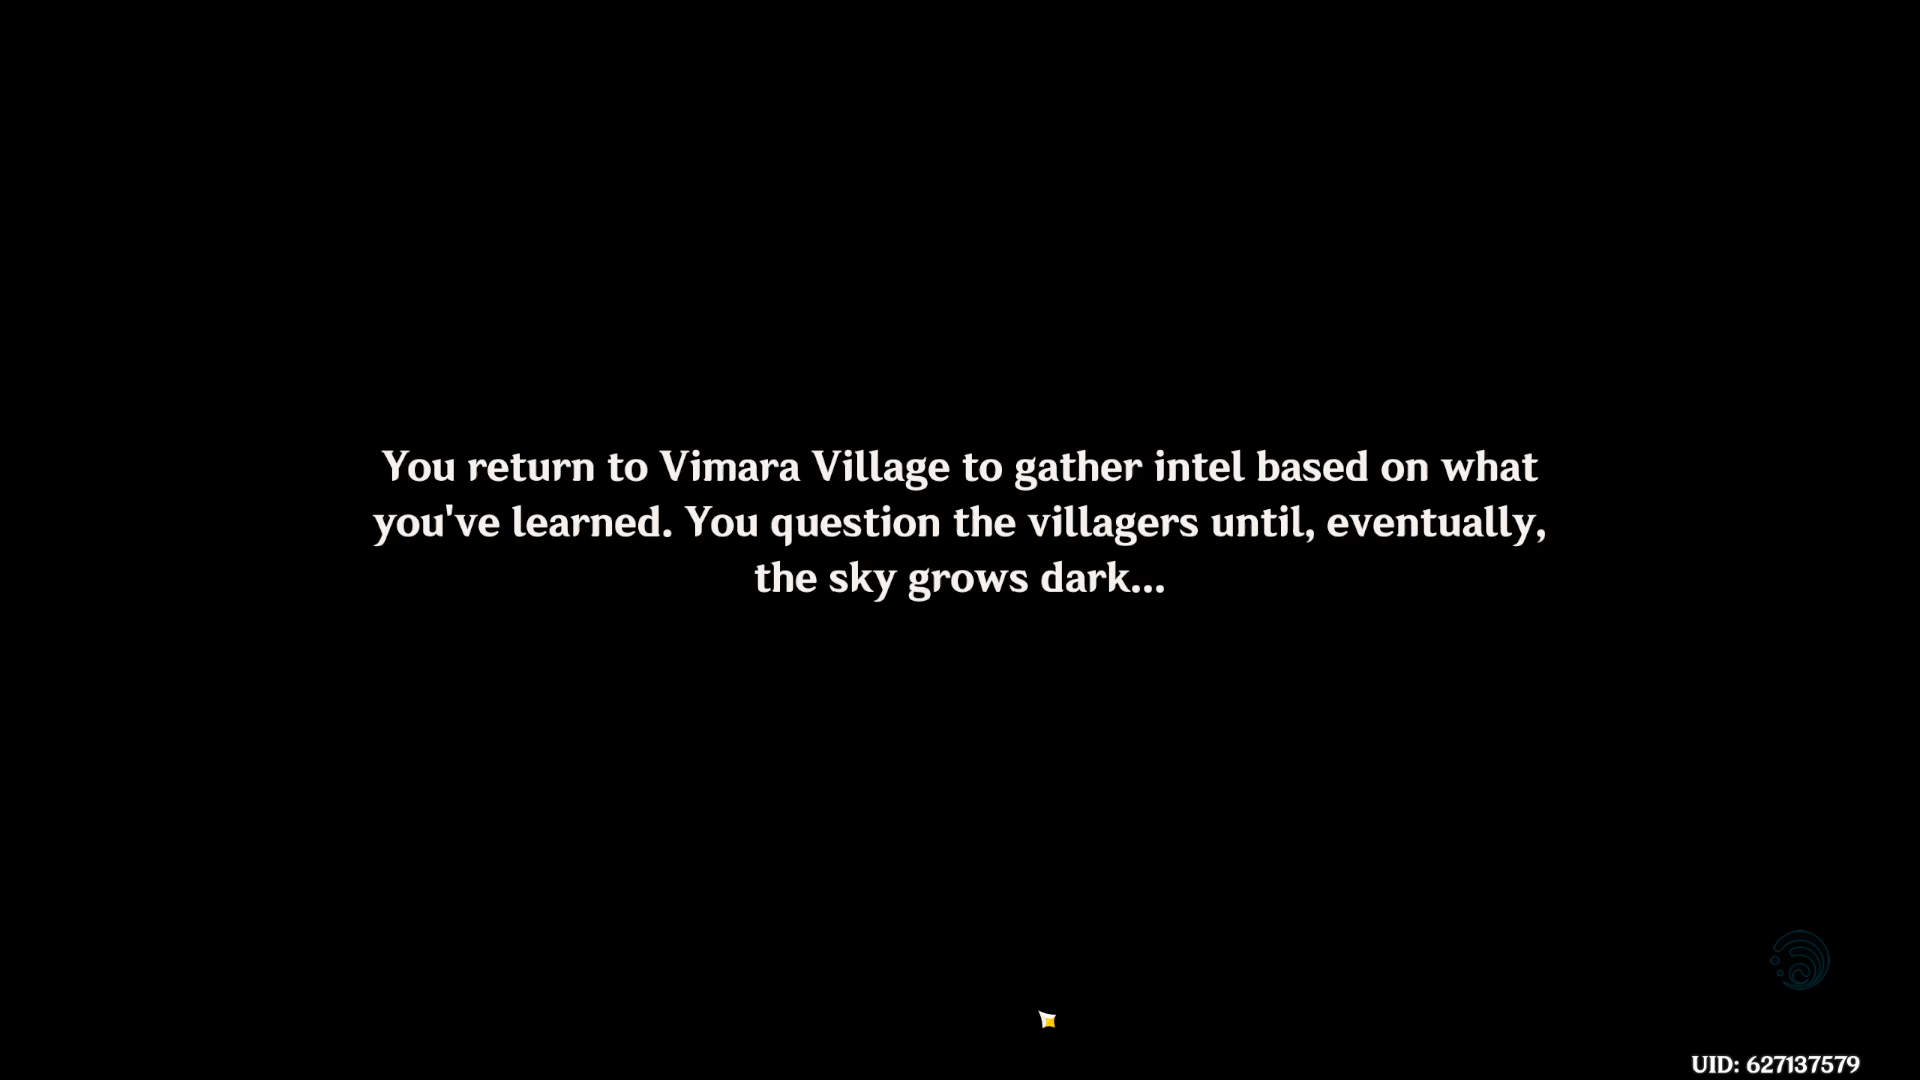 You return to Vimara Village to gather intel based on what
you've learned. You question the villagers until, eventually,
the sky grows dark...
UID: 627137579